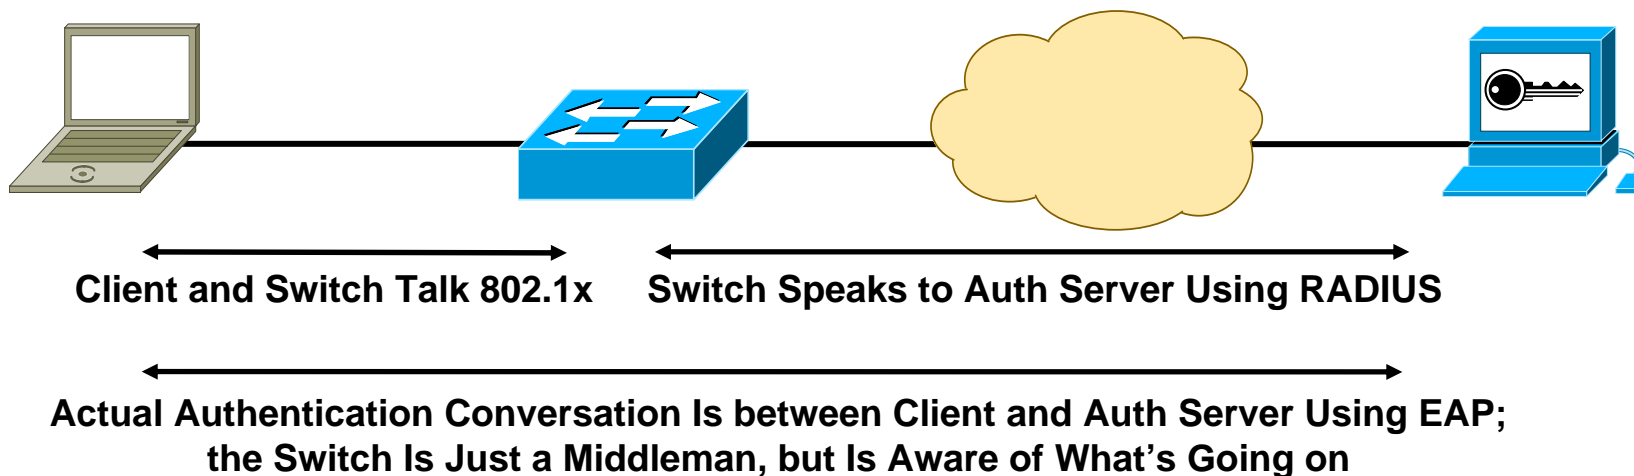 Client and Switch Talk 802.1x
Switch Speaks to Auth Server Using RADIUS
Actual Authentication Conversation Is between Client and Auth Server Using EAP;
the Switch Is Just a Middleman, but Is Aware of What's Going on